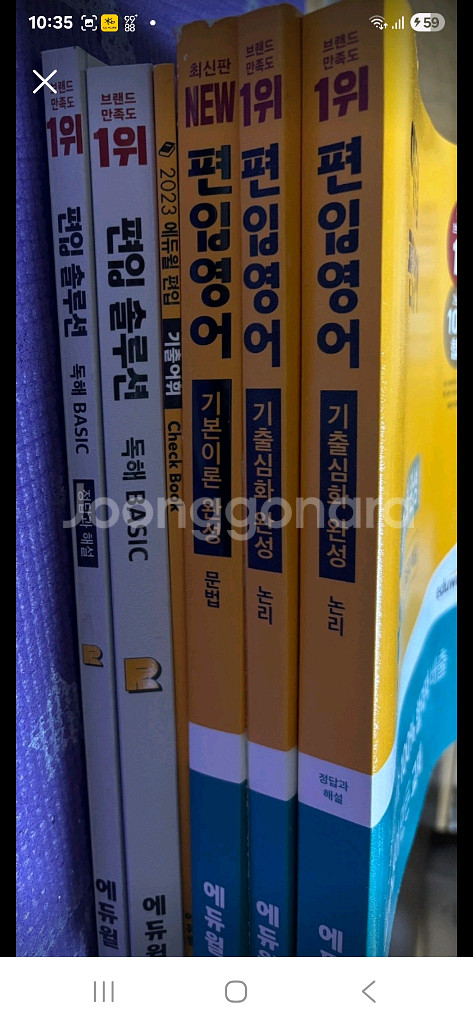 10:35
59
브랜드
만족도
1위
편입 솔루션 독해 BASIC 정답과 해설
에듀윌
브랜드
만족도
1위
편입 솔루션 독해 BASIC
에듀윌
2023 에듀윌 편입 기출어휘 Check Book
최신판
NEW
편입영어
기본이론 완성
문법
에듀윌
브랜드
만족도
1위
편입영어
기출심화 완성
논리
에듀윌
브랜드
만족도
1위
편입영어
기출심화 완성
논리
정답과
해설
에듀
Joonggonara